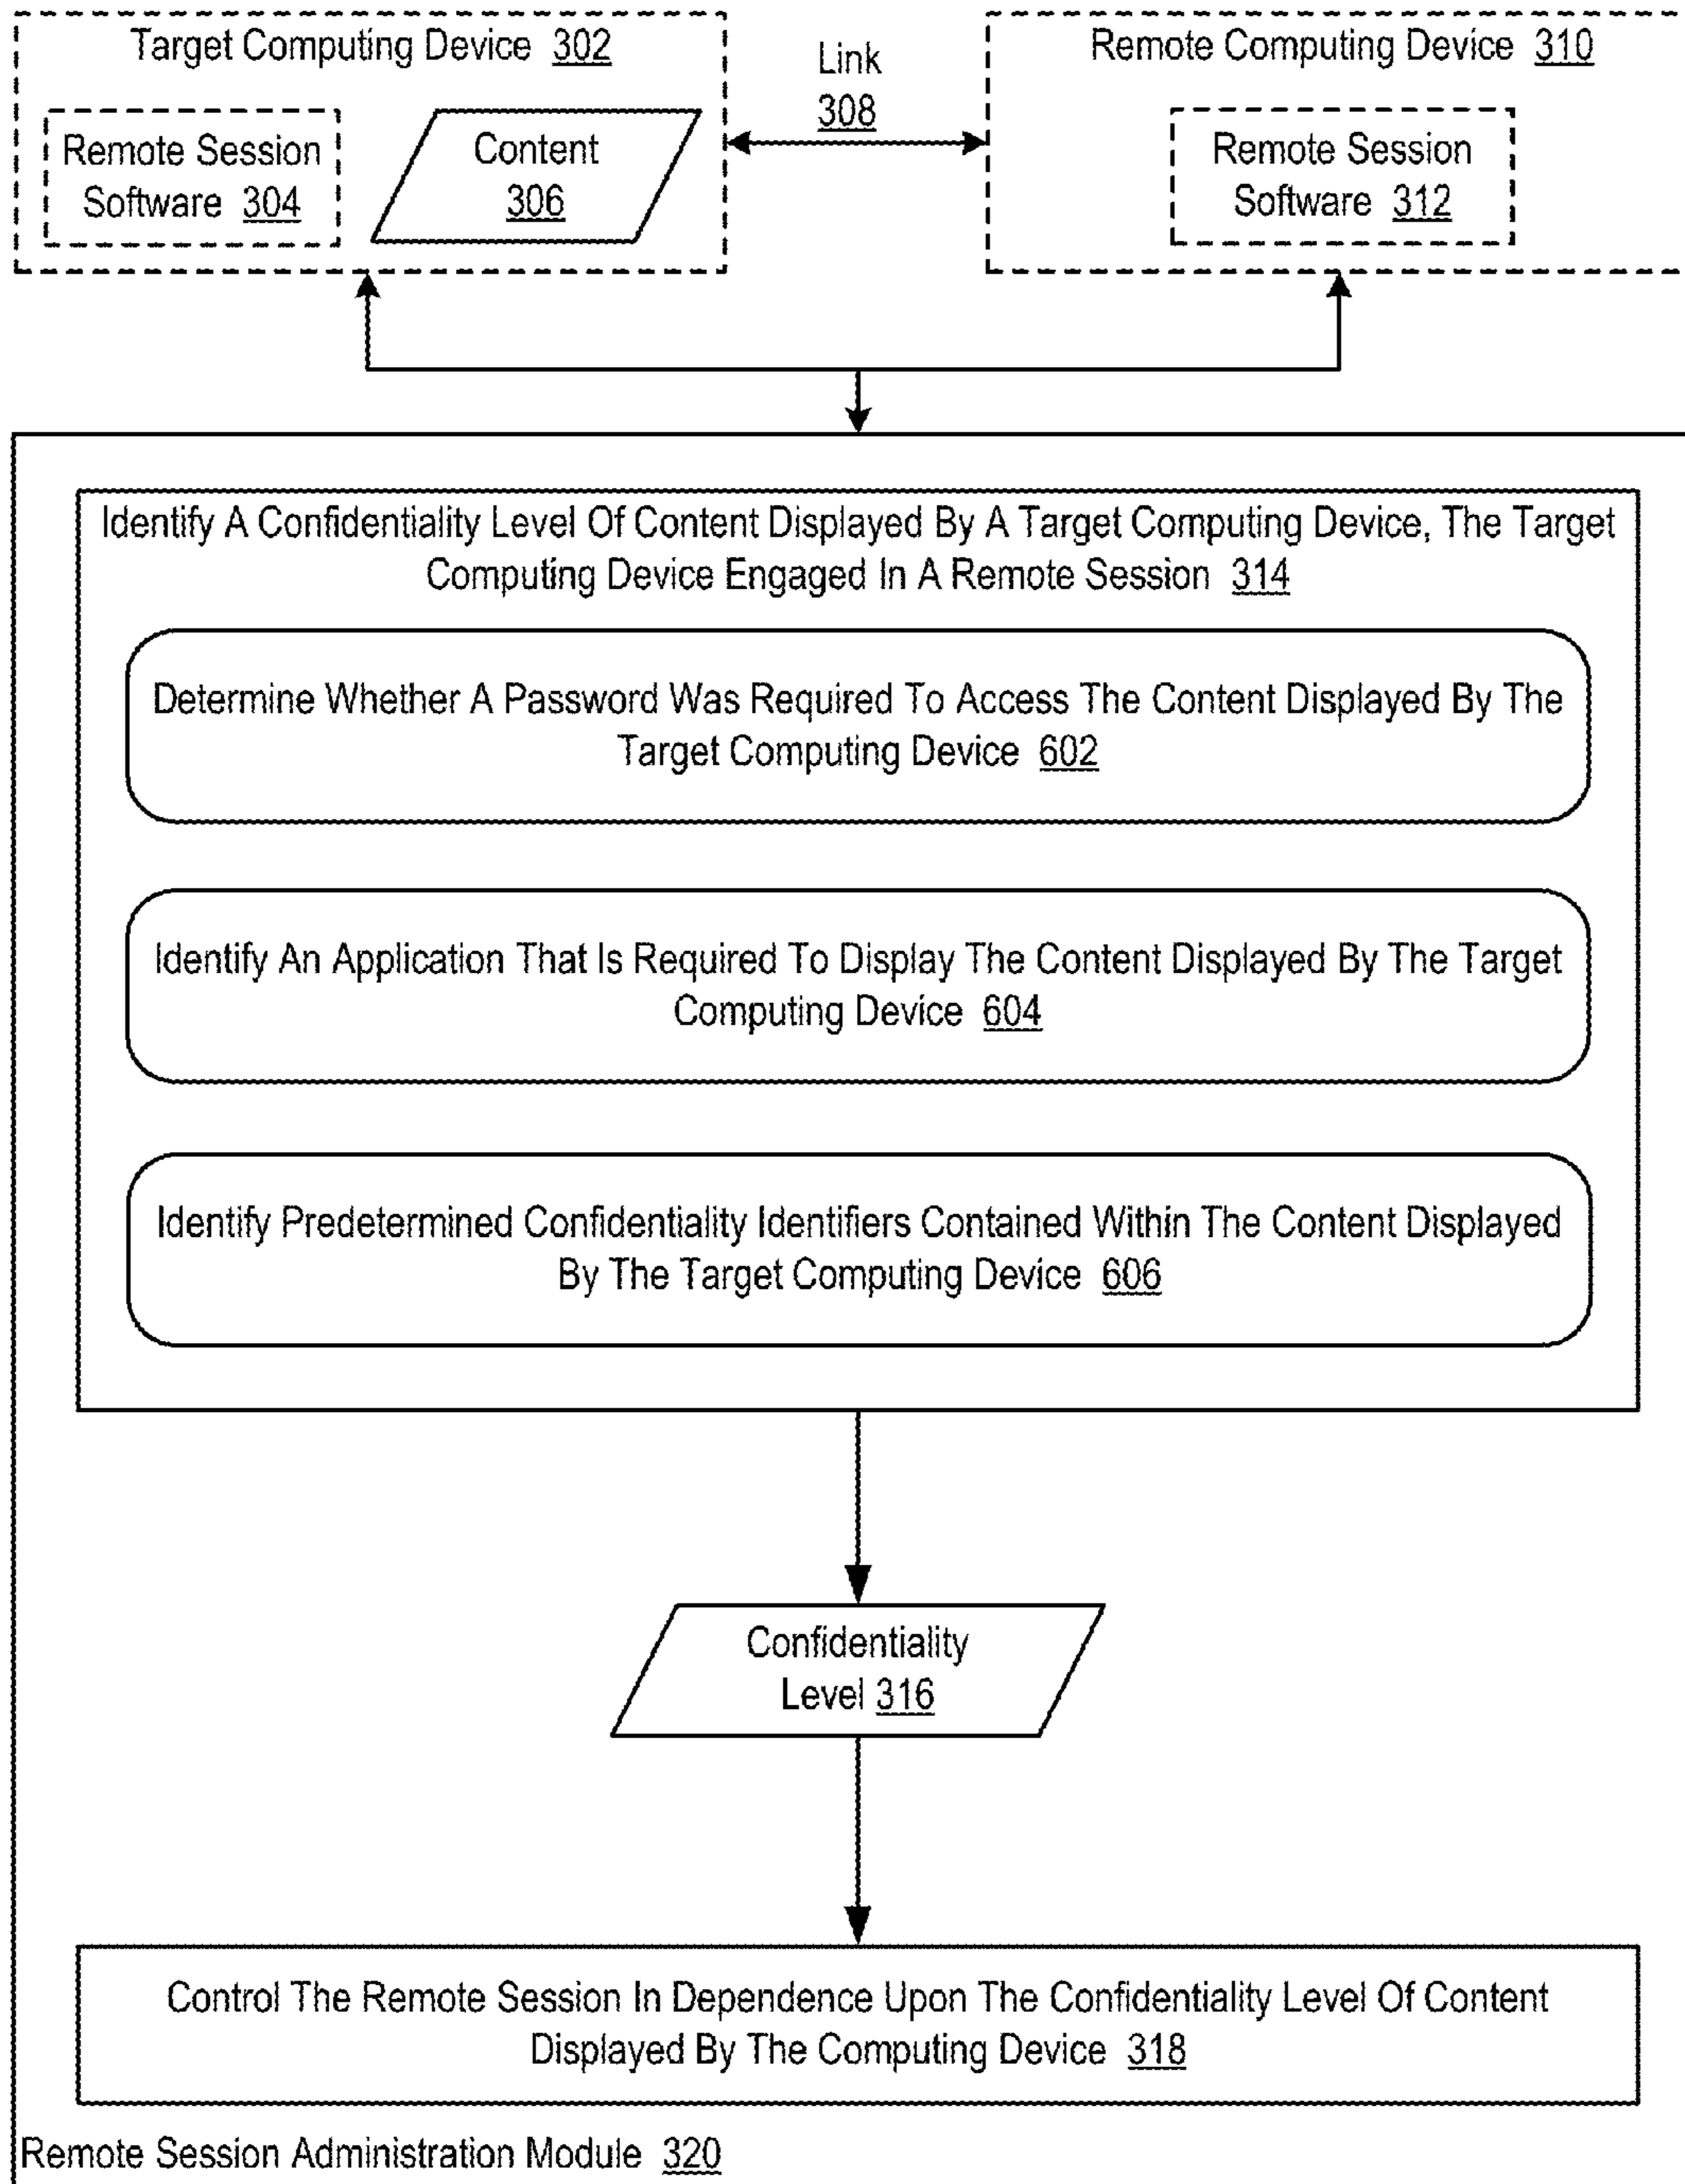 Target Computing Device 302
Link
308
Remote Computing Device 310
Remote Session
Software 304
Content
306
Remote Session
Software 312
Identify A Confidentiality Level Of Content Displayed By A Target Computing Device, The Target
Computing Device Engaged In A Remote Session 314
Determine Whether A Password Was Required To Access The Content Displayed By The
Target Computing Device 602
Identify An Application That Is Required To Display The Content Displayed By The Target
Computing Device 604
Identify Predetermined Confidentiality Identifiers Contained Within The Content Displayed
By The Target Computing Device 606
Confidentiality
Level 316
Control The Remote Session In Dependence Upon The Confidentiality Level Of Content
Displayed By The Computing Device 318
Remote Session Administration Module 320